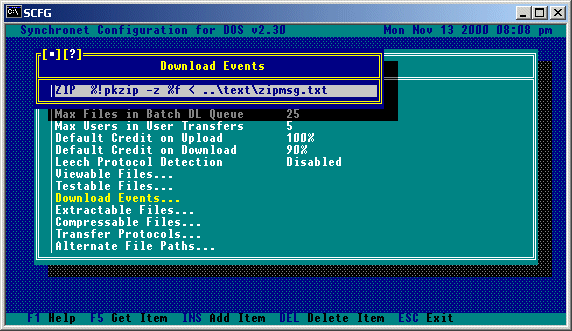 SCFG
Synchronet Configuration for DOS v2.30 Mon Nov 13 2000 08:08 pm
[■][?]
Download Events
ZIP %!pkzip -z %f < ..\text\zipmsg.txt
Max Files in Batch DL Queue 25
Max Users in User Transfers 5
Default Credit on Upload 100%
Default Credit on Download 90%
Leech Protocol Detection Disabled
Viewable Files...
Testable Files...
Download Events...
Extractable Files...
Compressable Files...
Transfer Protocols...
Alternate File Paths...
F1 Help F5 Get Item INS Add Item DEL Delete Item ESC Exit